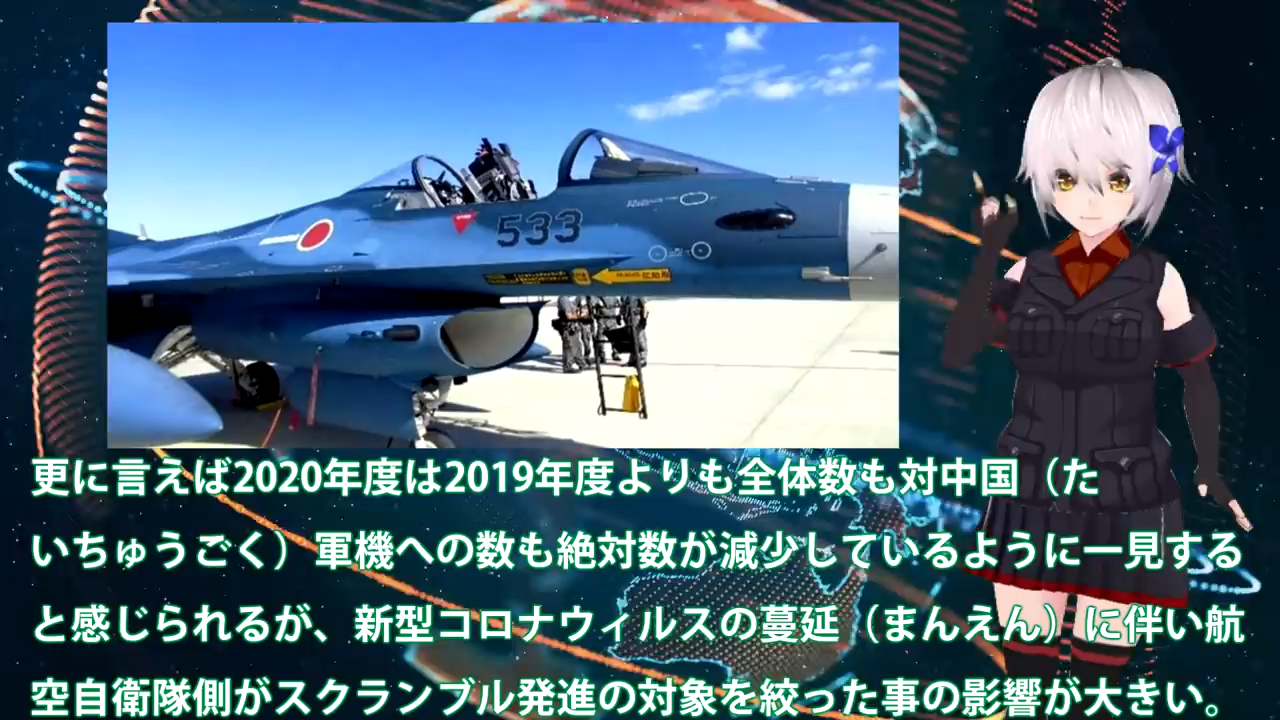 533
更に言えば2020年度は2019年度よりも全体数も対中国（た
いちゅうごく）軍機への数も絶対数が減少しているように一見する
と感じられるが、新型コロナウィルスの蔓延（まんえん）に伴い航
空自衛隊側がスクランブル発進の対象を絞った事の影響が大きい。